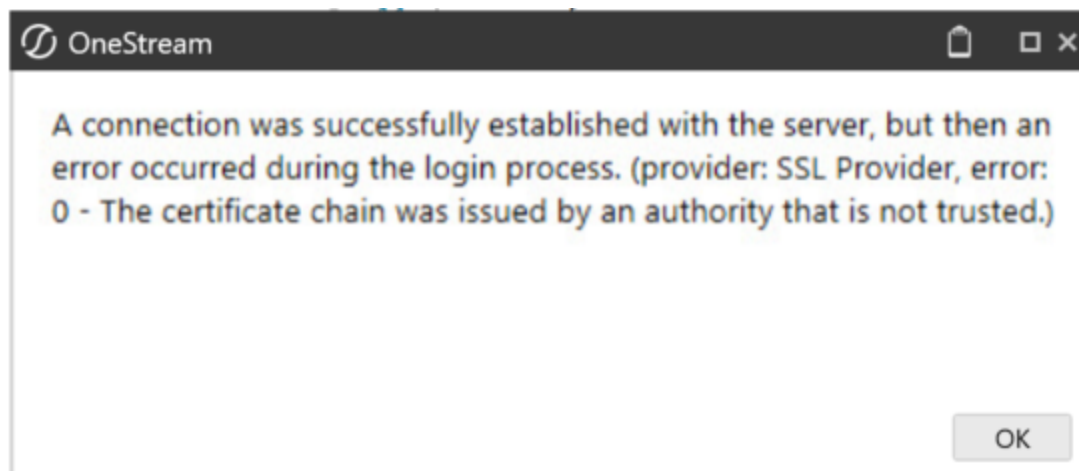 OneStream
A connection was successfully established with the server, but then an
error occurred during the login process. (provider: SSL Provider, error:
0 - The certificate chain was issued by an authority that is not trusted.)
OK